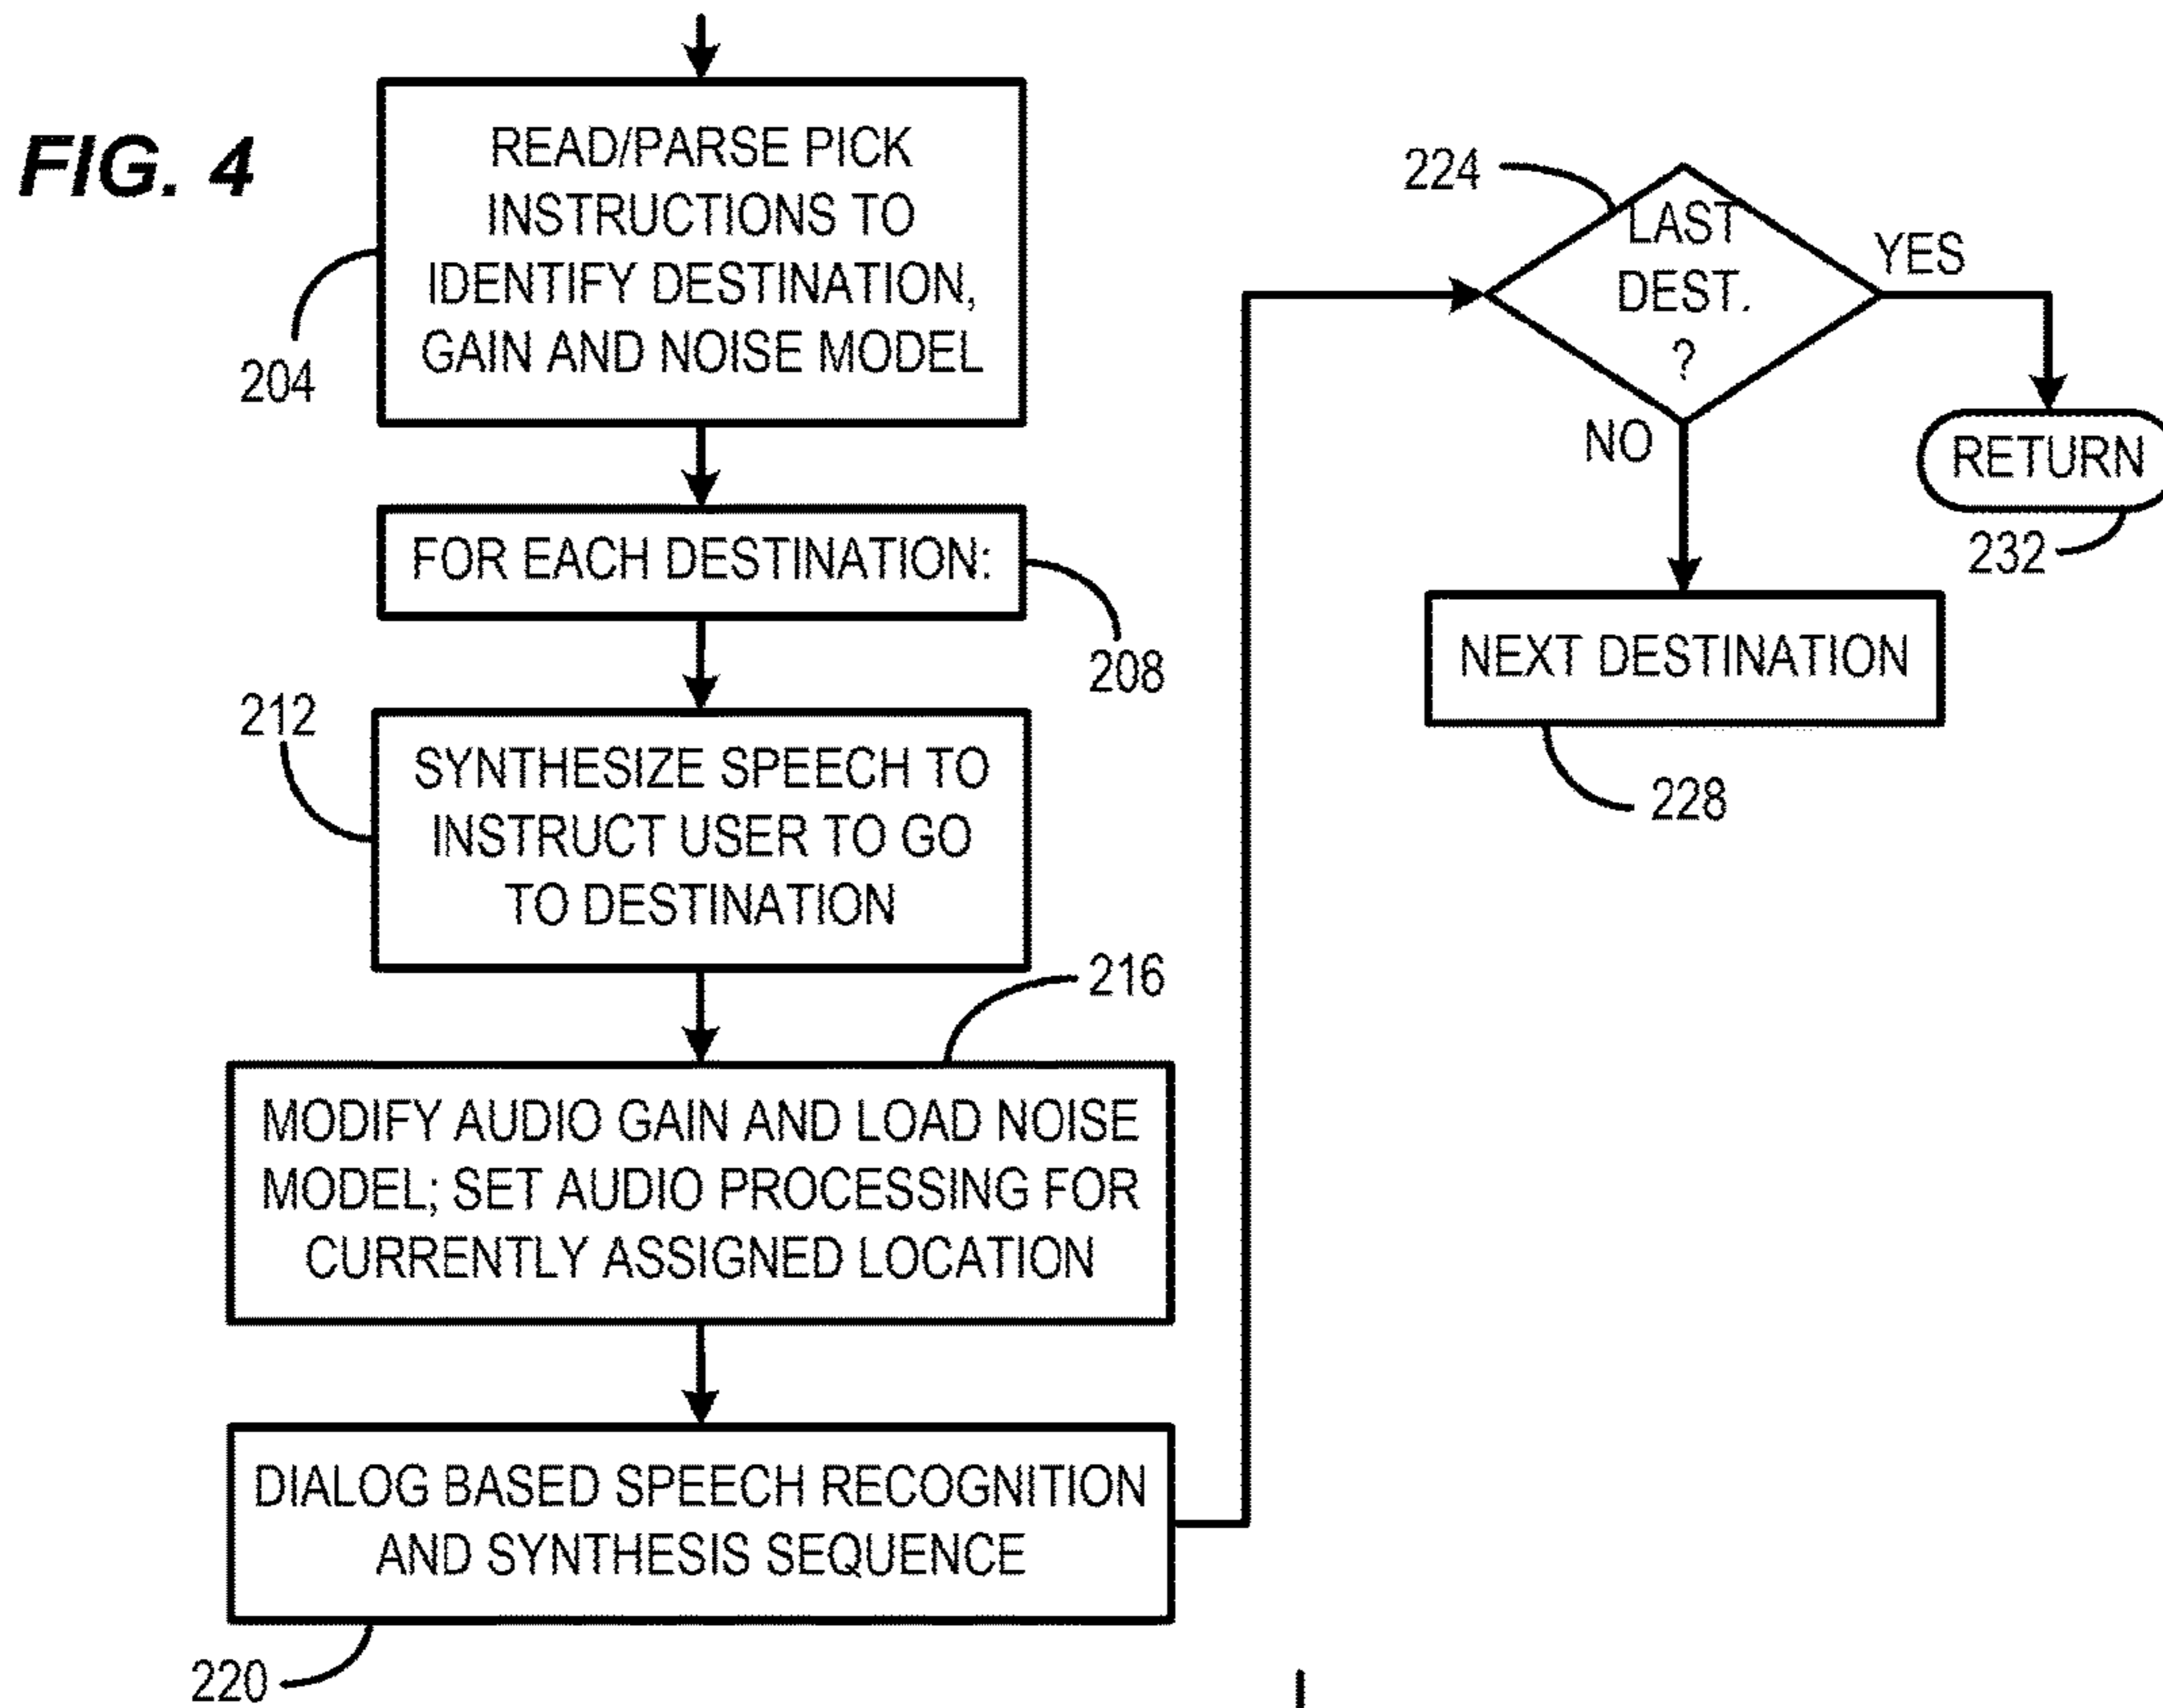 FIG. 4
READ/PARSE PICK
INSTRUCTIONS TO
IDENTIFY DESTINATION,
GAIN AND NOISE MODEL
204
FOR EACH DESTINATION:
208
212
SYNTHESIZE SPEECH TO
INSTRUCT USER TO GO
TO DESTINATION
216
MODIFY AUDIO GAIN AND LOAD NOISE
MODEL; SET AUDIO PROCESSING FOR
CURRENTLY ASSIGNED LOCATION
DIALOG BASED SPEECH RECOGNITION
AND SYNTHESIS SEQUENCE
220
224
LAST
DEST.
?
YES
NO
RETURN
232
NEXT DESTINATION
228